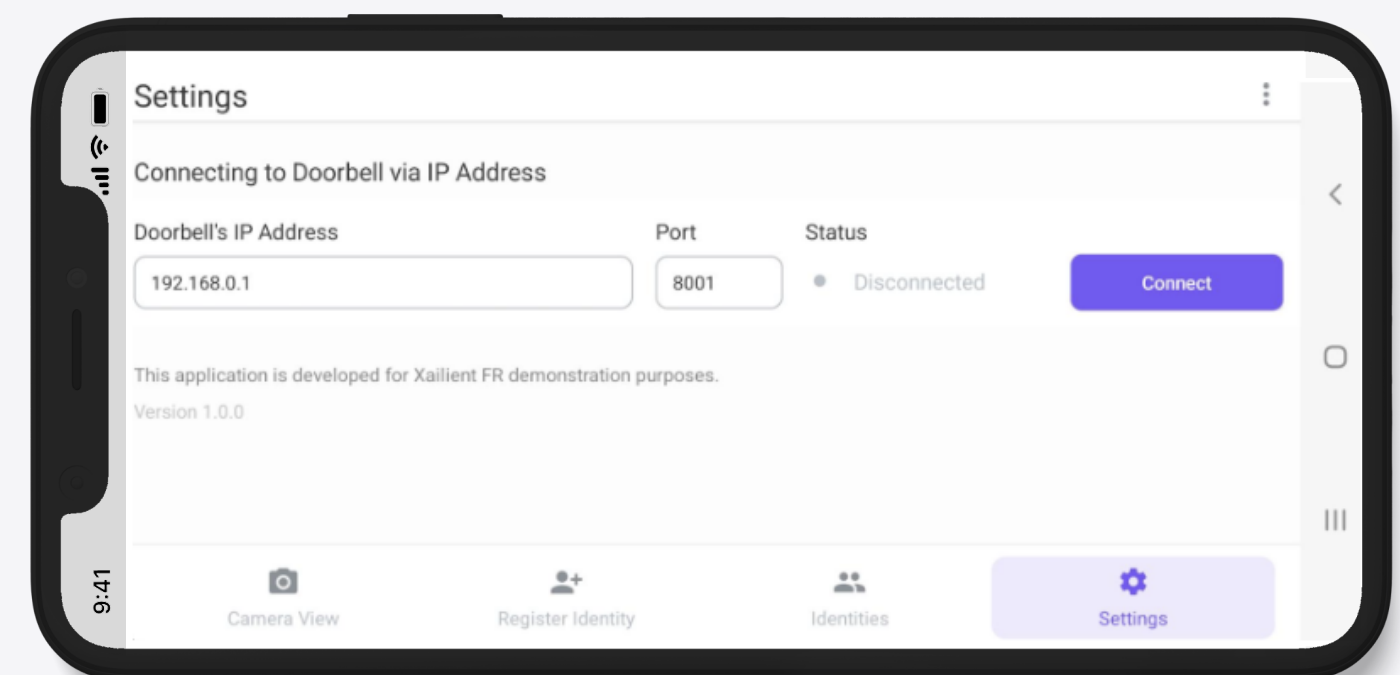 9:41
Settings
Connecting to Doorbell via IP Address
Doorbell's IP Address Port Status
192.168.0.1 8001 Disconnected Connect
This application is developed for Xailient FR demonstration purposes.
Version 1.0.0
Camera View Register Identity Identities Settings